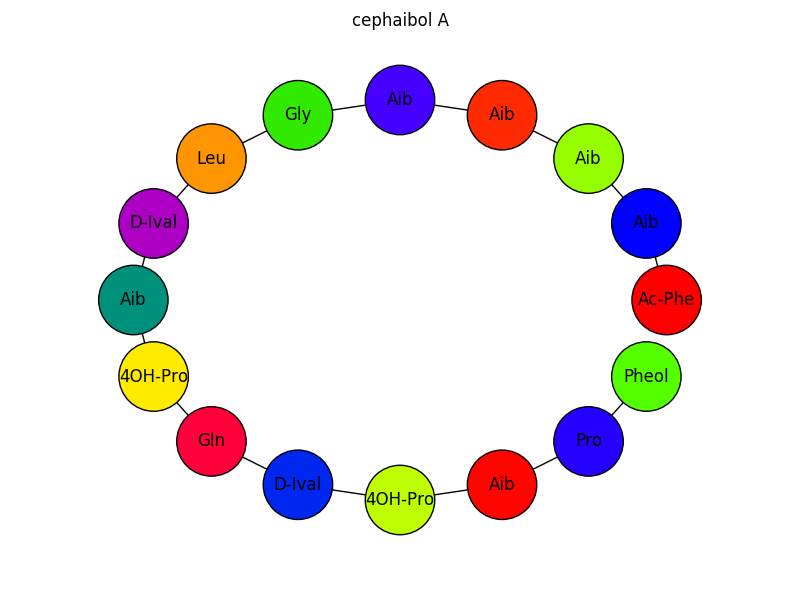 cephaibol A
Aib
Gly
Aib
Leu
Aib
D-Ival
Aib
Aib
Ac-Phe
4OH-Pro
Pheol
Gln
Pro
D-Ival
Aib
4OH-Pro